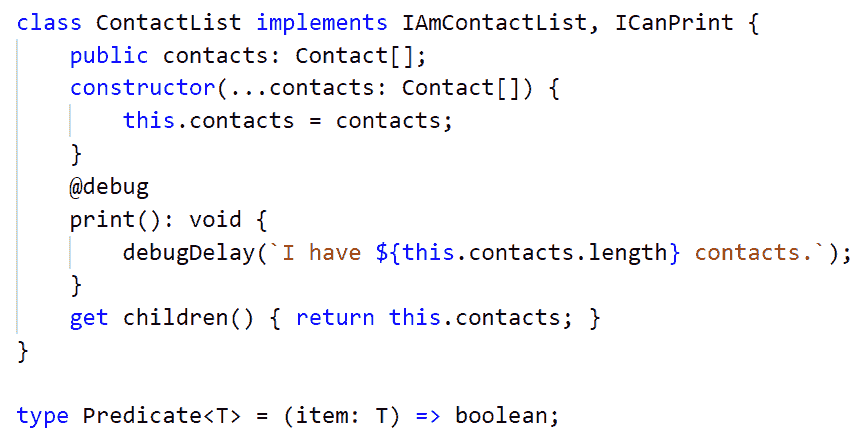 class ContactList implements IAmContactList, ICanPrint {
    public contacts: Contact[];
    constructor(...contacts: Contact[]) {
        this.contacts = contacts;
    }
    @debug
    print(): void {
        debugDelay(`I have ${this.contacts.length} contacts.`);
    }
    get children() { return this.contacts; }
}

type Predicate<T> = (item: T) => boolean;